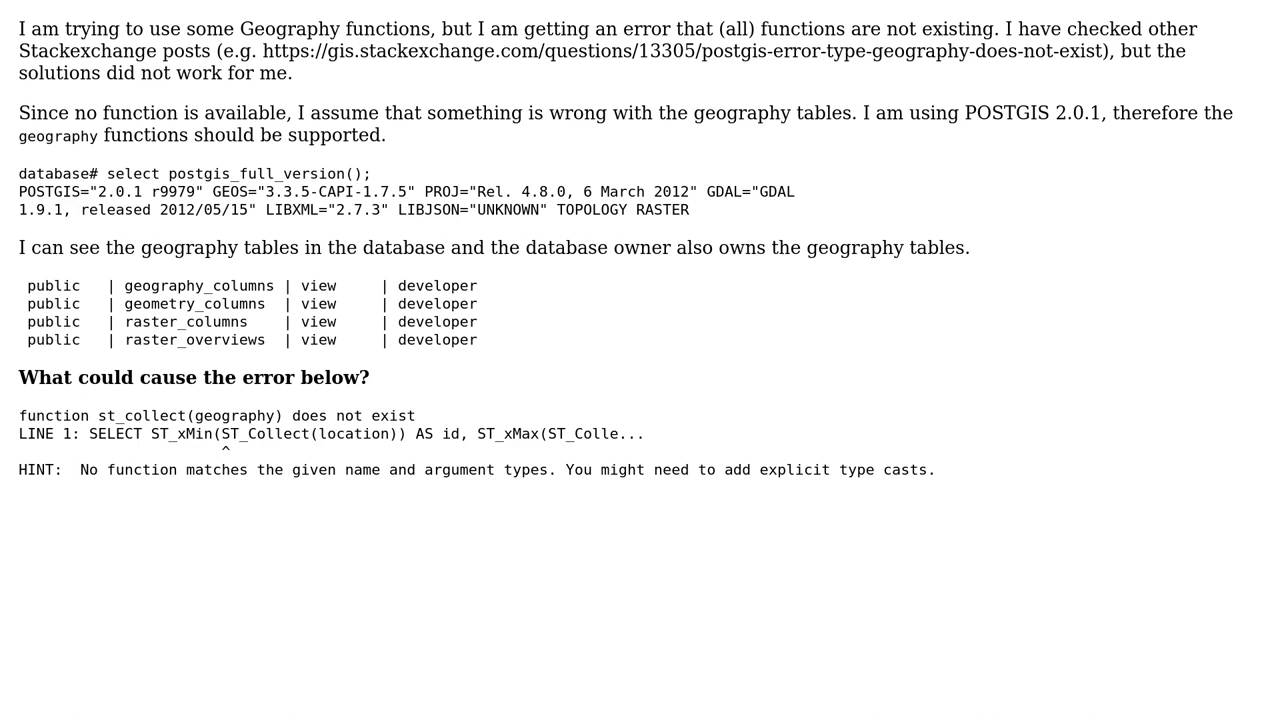 I am trying to use some Geography functions, but I am getting an error that (all) functions are not existing. I have checked other
Stackexchange posts (e.g. https://gis.stackexchange.com/questions/13305/postgis-error-type-geography-does-not-exist), but the
solutions did not work for me.
Since no function is available, I assume that something is wrong with the geography tables. I am using POSTGIS 2.0.1, therefore the
geography functions should be supported.
database# select postgis_full_version();
POSTGIS="2.0.1 r9979" GEOS="3.3.5-CAPI-1.7.5" PROJ="Rel. 4.8.0, 6 March 2012" GDAL="GDAL
1.9.1, released 2012/05/15" LIBXML="2.7.3" LIBJSON="UNKNOWN" TOPOLOGY RASTER
I can see the geography tables in the database and the database owner also owns the geography tables.
 public   | geography_columns | view     | developer
 public   | geometry_columns  | view     | developer
 public   | raster_columns    | view     | developer
 public   | raster_overviews  | view     | developer
What could cause the error below?
function st_collect(geography) does not exist
LINE 1: SELECT ST_xMin(ST_Collect(location)) AS id, ST_xMax(ST_Colle...
                       ^
HINT:  No function matches the given name and argument types. You might need to add explicit type casts.